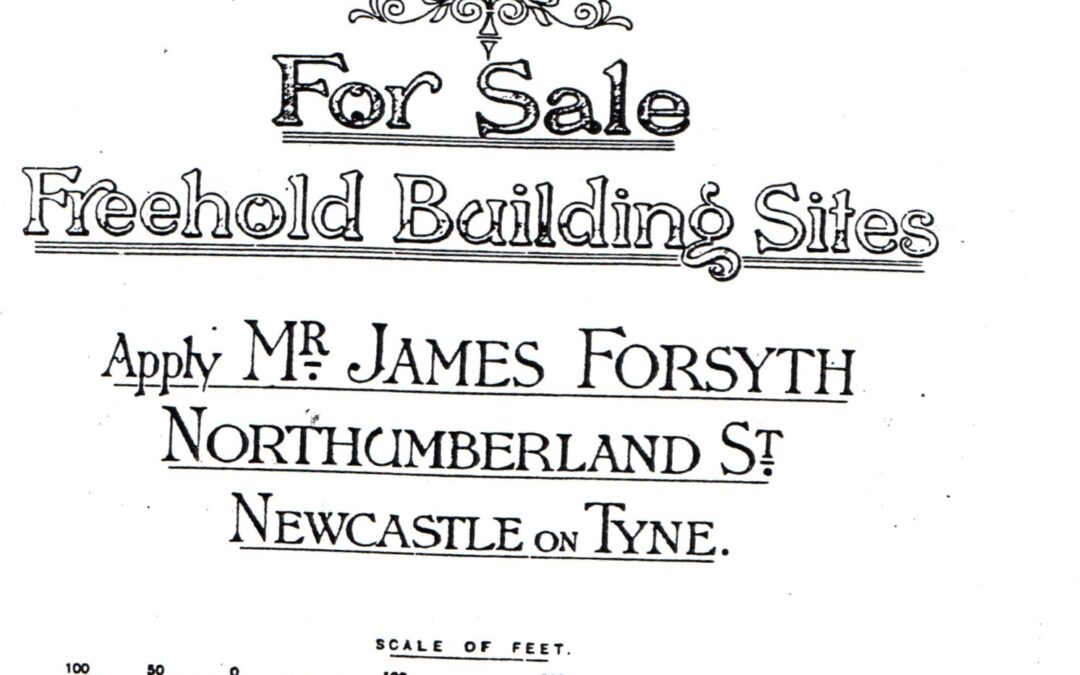 For Sale
Freehold Building Sites
Apply MR. JAMES FORSYTH
NORTHUMBERLAND ST.
NEWCASTLE ON TYNE.
SCALE OF FEET.
100 50 0 100